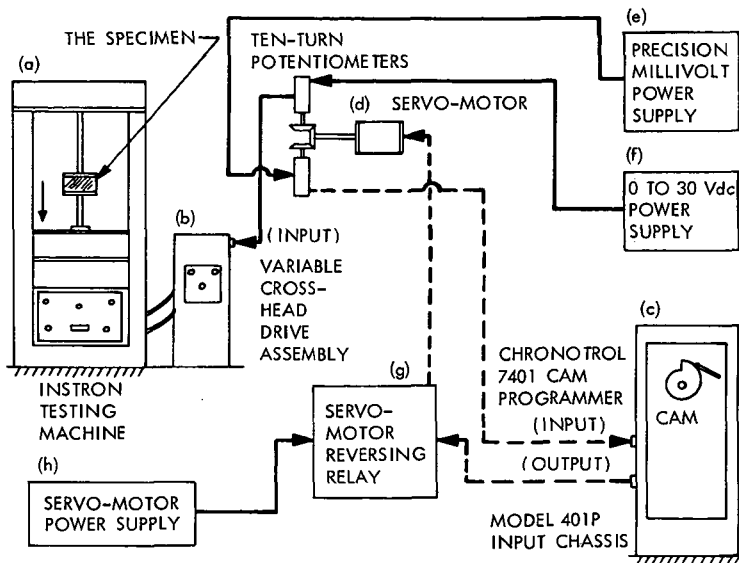 THE SPECIMEN
(a)
TEN-TURN
POTENTIOMETERS
(d) SERVO-MOTOR
(e)
PRECISION
MILLIVOLT
POWER
SUPPLY
(f)
0 TO 30 Vdc
POWER
SUPPLY
(b)
(INPUT)
VARIABLE
CROSS-
HEAD
DRIVE
ASSEMBLY
INSTRON
TESTING
MACHINE
(g)
SERVO-
MOTOR
REVERSING
RELAY
(h)
SERVO-MOTOR
POWER SUPPLY
(c)
CHRONOTROL
7401 CAM
PROGRAMMER
(INPUT)
(OUTPUT)
CAM
MODEL 401P
INPUT CHASSIS